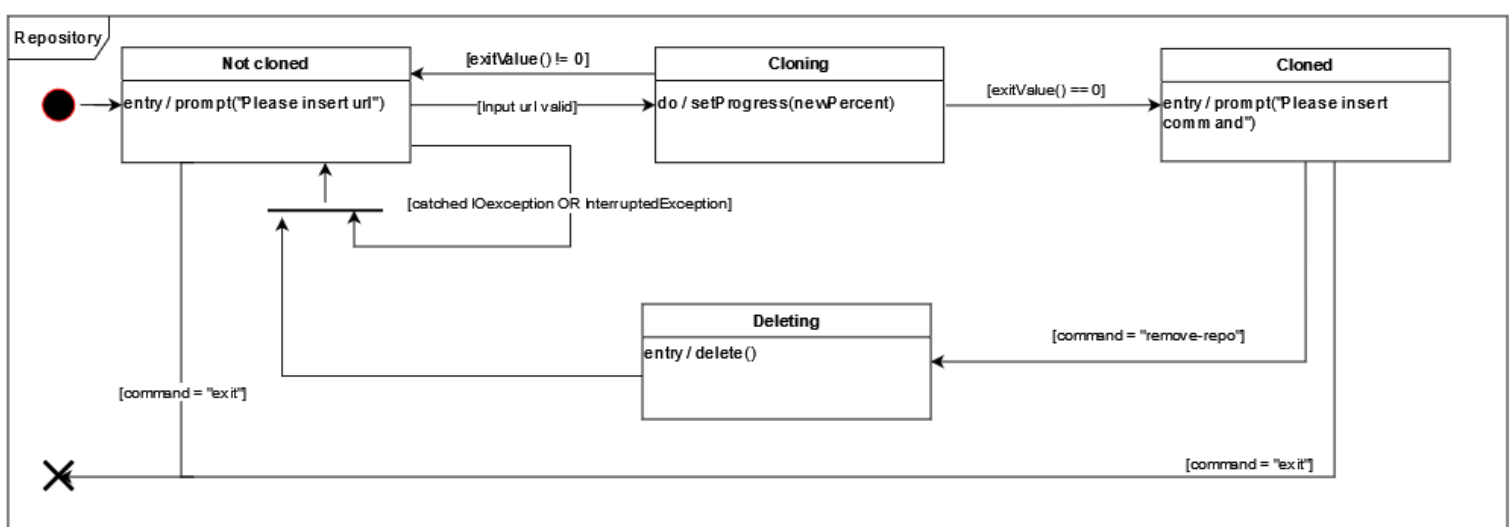 Repository
Not cloned
entry / prompt("Please insert url")
[exitValue() != 0]
[Input url valid]
Cloning
do / setProgress(newPercent)
[exitValue() == 0]
Cloned
entry / prompt("Please insert
command")
[catched IOexception OR InterruptedException]
Deleting
entry / delete()
[command = "remove-repo"]
[command = "exit"]
[command = "exit"]